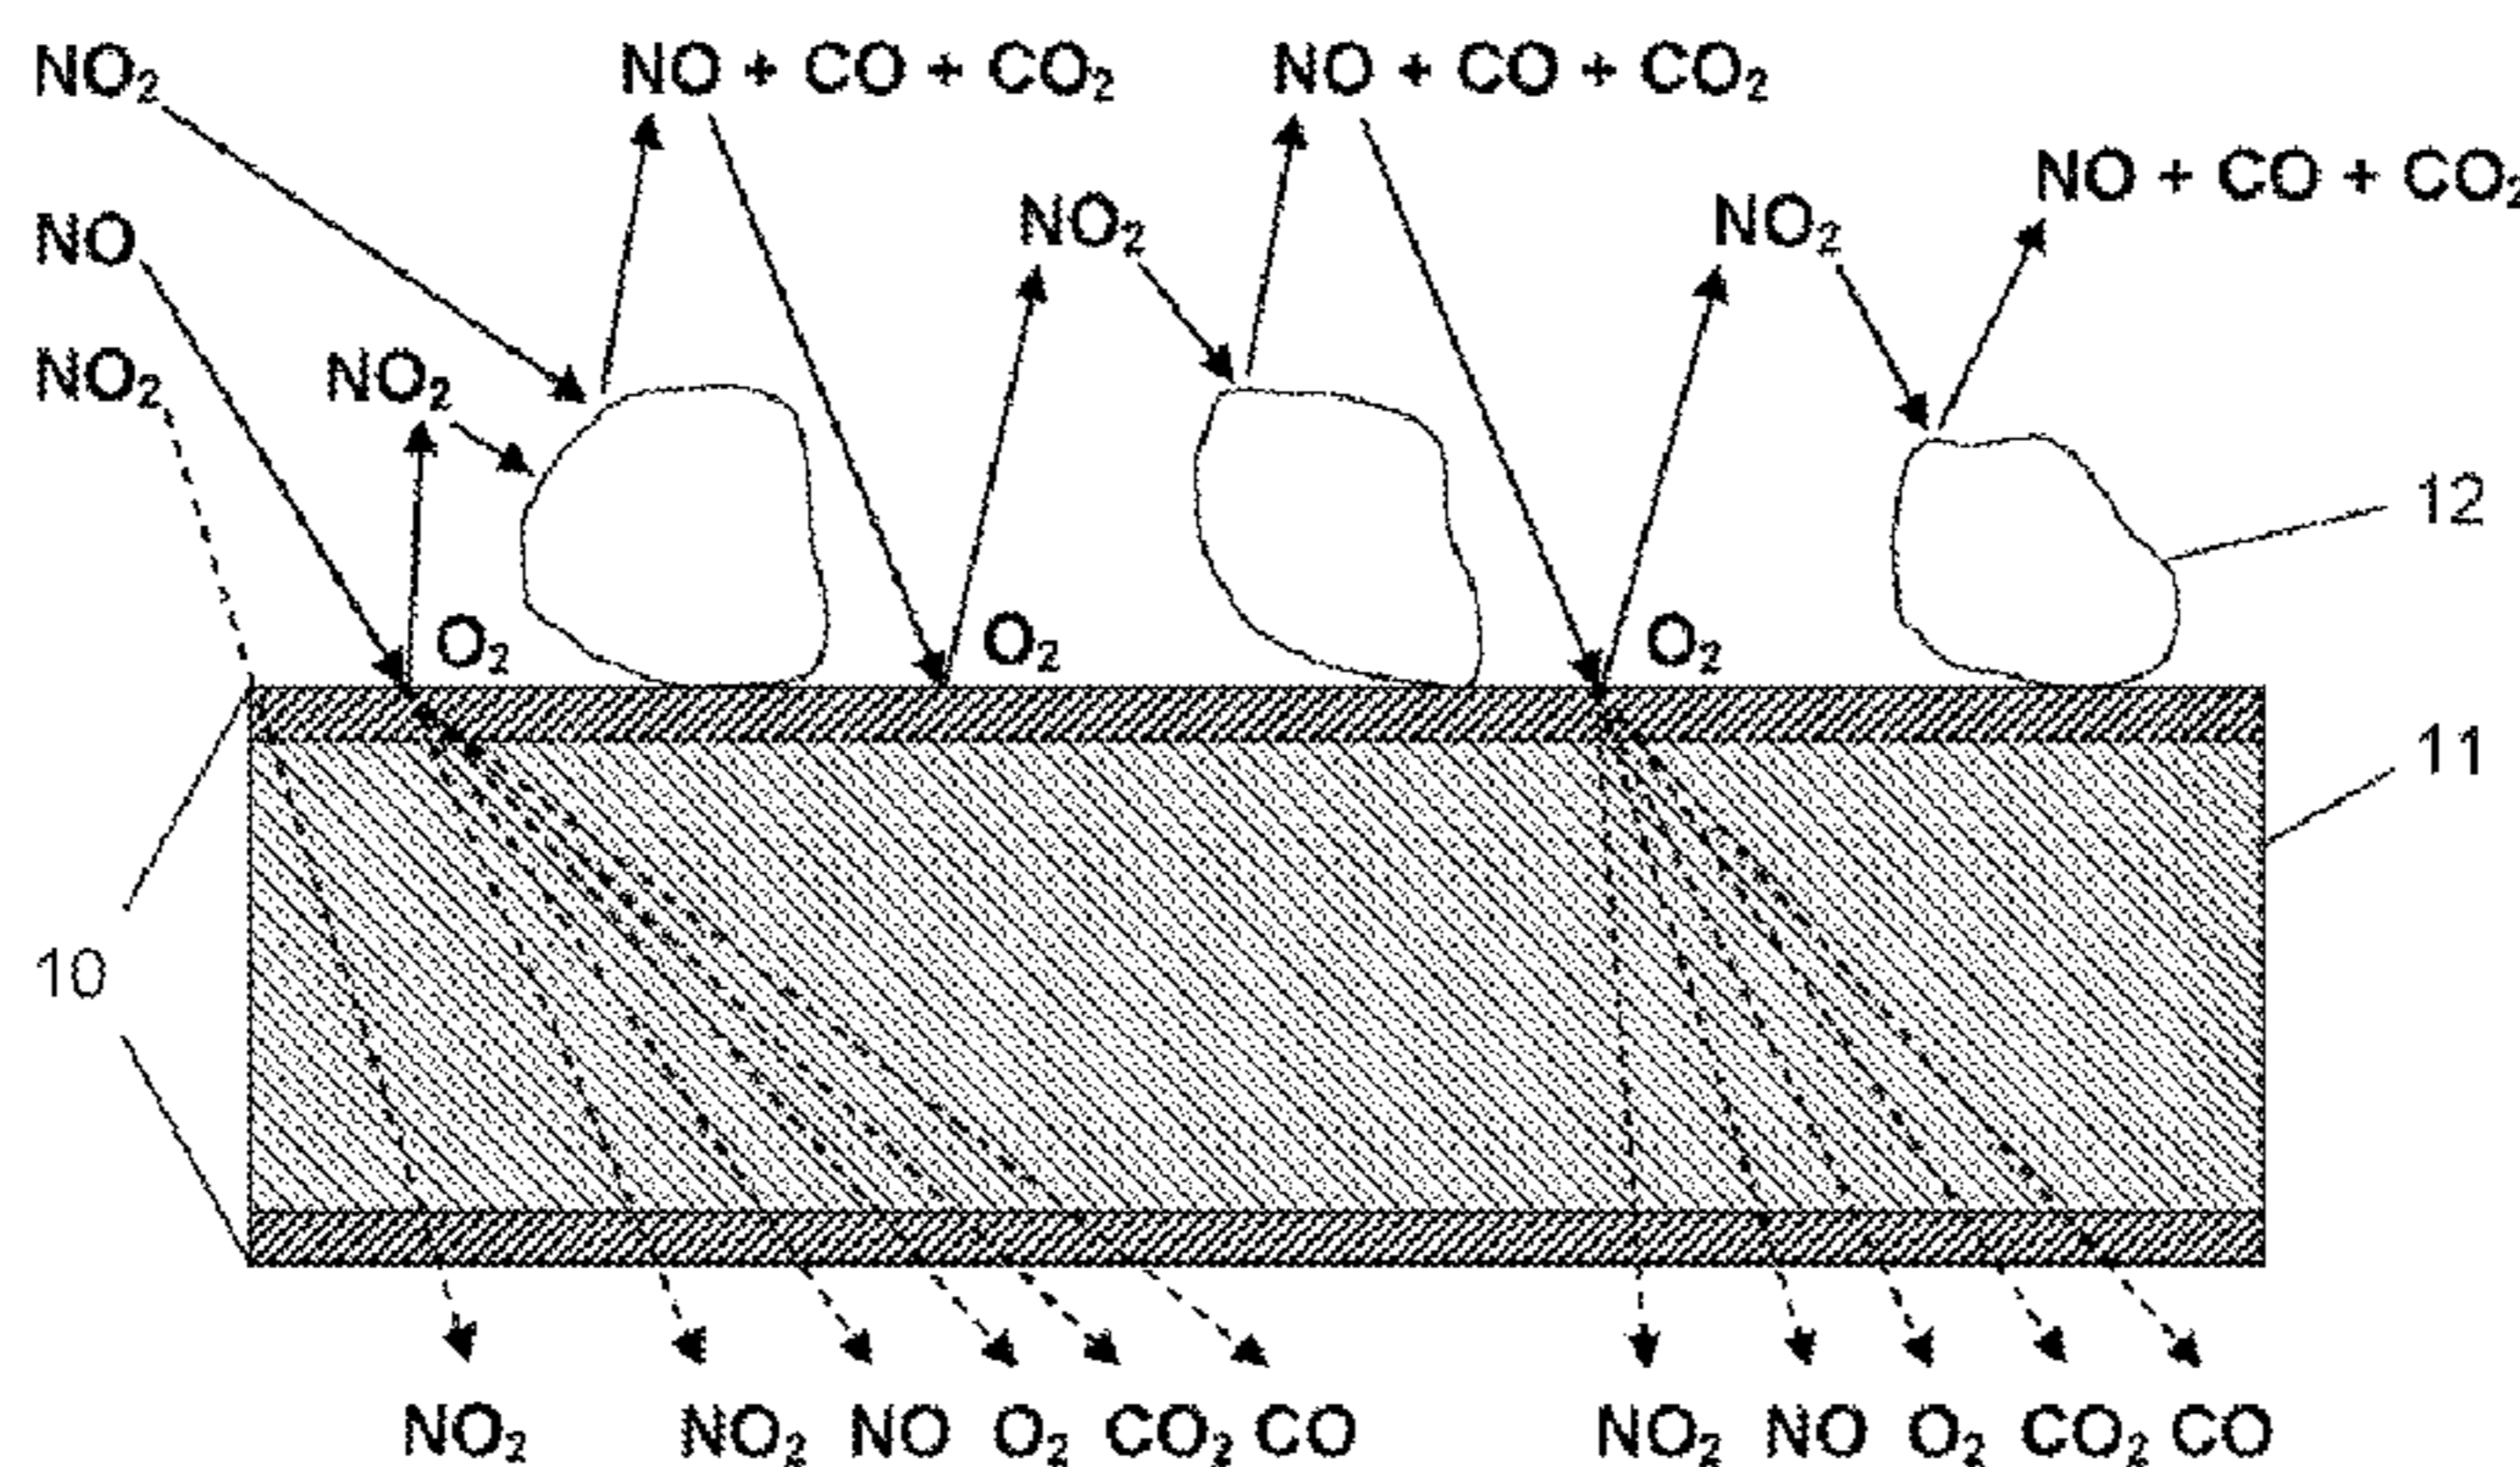 NO₂ NO + CO + CO₂ NO + CO + CO₂
NO + CO + CO₂
NO NO₂ NO₂
NO₂ NO₂
12
O₂ O₂ O₂
11
10
NO₂ NO₂ NO O₂ CO₂ CO NO₂ NO O₂ CO₂ CO